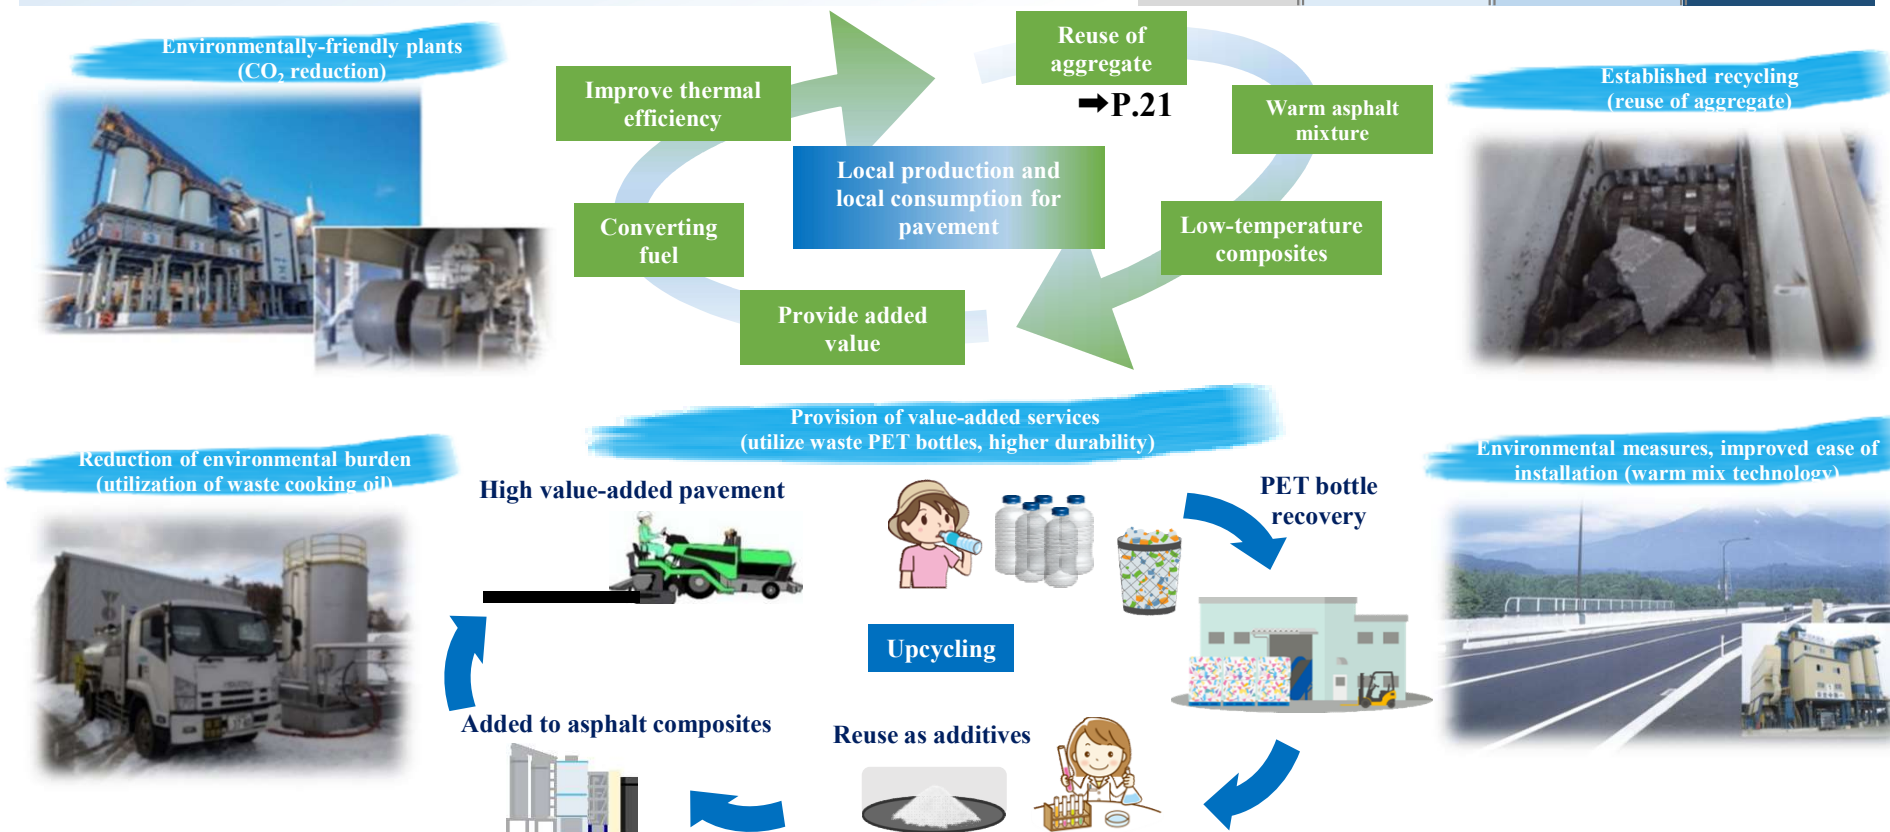 Environmentally-friendly plants
(CO₂ reduction)
Improve thermal
efficiency
Reuse of
aggregate
➡P.21
Warm asphalt
mixture
Established recycling
(reuse of aggregate)
Local production and
local consumption for
pavement
Converting
fuel
Low-temperature
composites
Provide added
value
Provision of value-added services
(utilize waste PET bottles, higher durability)
Reduction of environmental burden
(utilization of waste cooking oil)
Environmental measures, improved ease of
installation (warm mix technology)
High value-added pavement
PET bottle
recovery
Upcycling
Added to asphalt composites
Reuse as additives